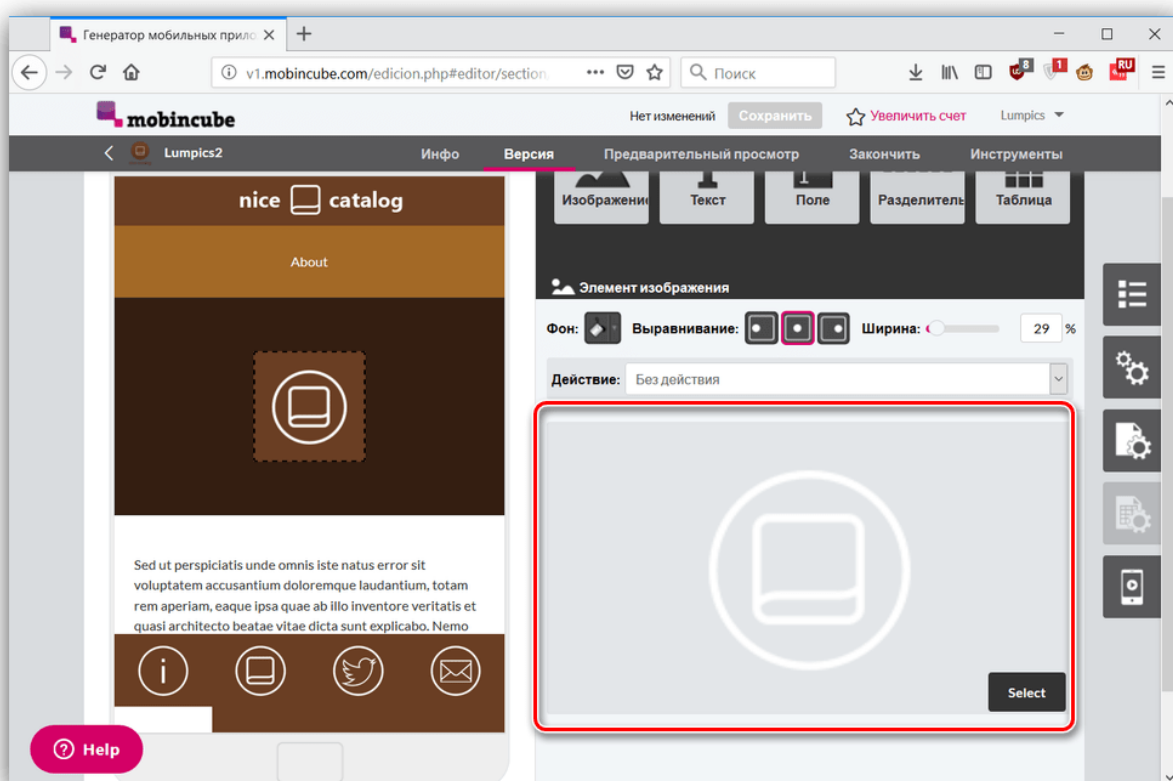 Генератор мобильных прило
v1.mobincube.com/edicion.php#editor/section
Поиск
8
1
RU
mobincube
Нет изменений
Сохранить
Увеличить счет
Lumpics
Lumpics2
Инфо
Версия
Предварительный просмотр
Закончить
Инструменты
nice catalog
About
Sed ut perspiciatis unde omnis iste natus error sit
voluptatem accusantium doloremque laudantium, totam
rem aperiam, eaque ipsa quae ab illo inventore veritatis et
quasi architecto beatae vitae dicta sunt explicabo. Nemo
Help
Изображени
Текст
Поле
Разделитель
Таблица
Элемент изображения
Фон:
Выравнивание:
Ширина:
29 %
Действие: Без действия
Select